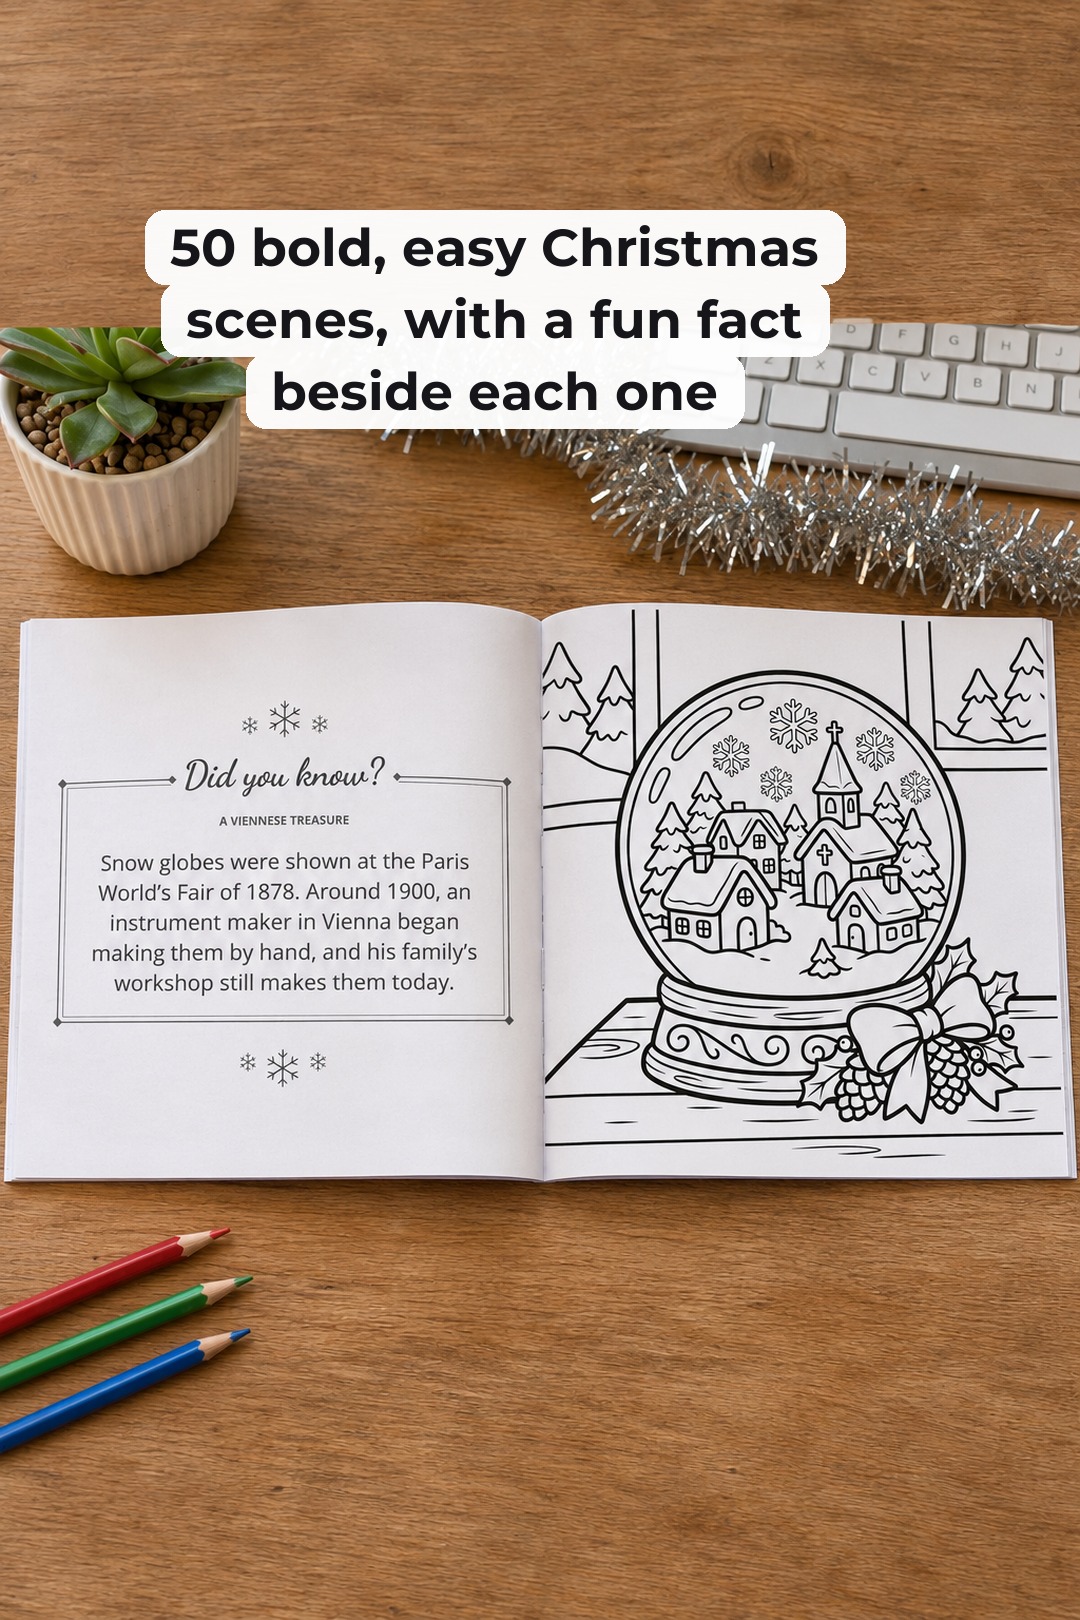 50 bold, easy Christmas
scenes, with a fun fact
beside each one
D F G H J
Z X C V B N
Did you know?
A VIENNESE TREASURE
Snow globes were shown at the Paris
World’s Fair of 1878. Around 1900, an
instrument maker in Vienna began
making them by hand, and his family’s
workshop still makes them today.